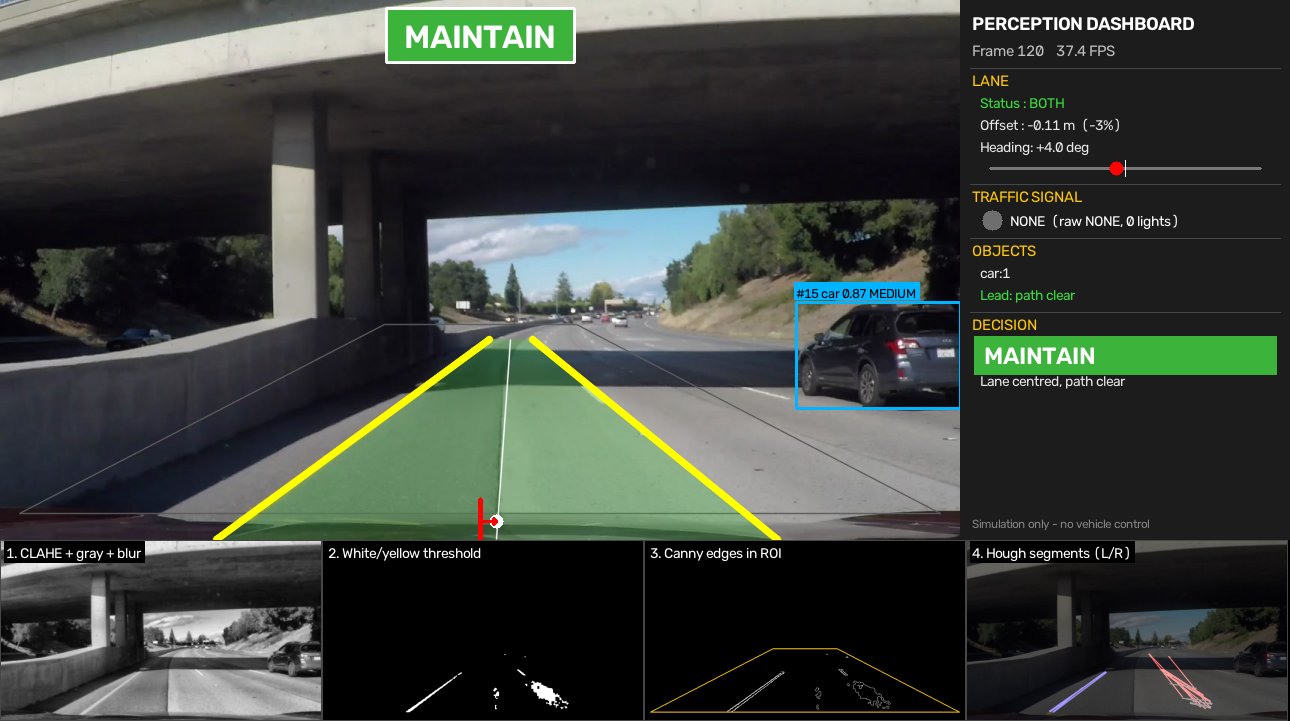 MAINTAIN
#15 car 0.87 MEDIUM
PERCEPTION DASHBOARD
Frame 120 37.4 FPS
LANE
Status : BOTH
Offset : -0.11 m (-3%)
Heading: +4.0 deg
TRAFFIC SIGNAL
NONE (raw NONE, 0 lights)
OBJECTS
car:1
Lead: path clear
DECISION
MAINTAIN
Lane centred, path clear
Simulation only - no vehicle control
1. CLAHE + gray + blur
2. White/yellow threshold
3. Canny edges in ROI
4. Hough segments (L/R)